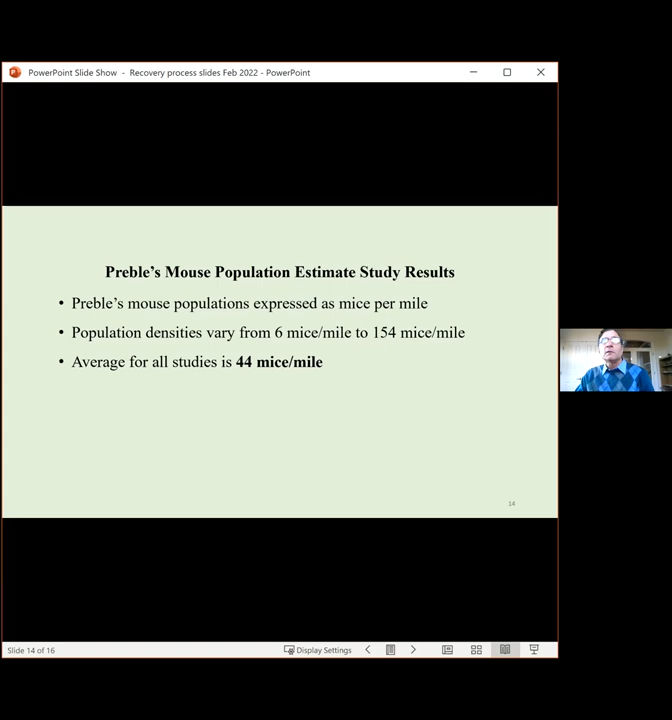 PowerPoint Slide Show - Recovery process slides Feb 2022 - PowerPoint
Preble's Mouse Population Estimate Study Results
• Preble's mouse populations expressed as mice per mile
• Population densities vary from 6 mice/mile to 154 mice/mile
• Average for all studies is 44 mice/mile
14
Slide 14 of 16
Display Settings